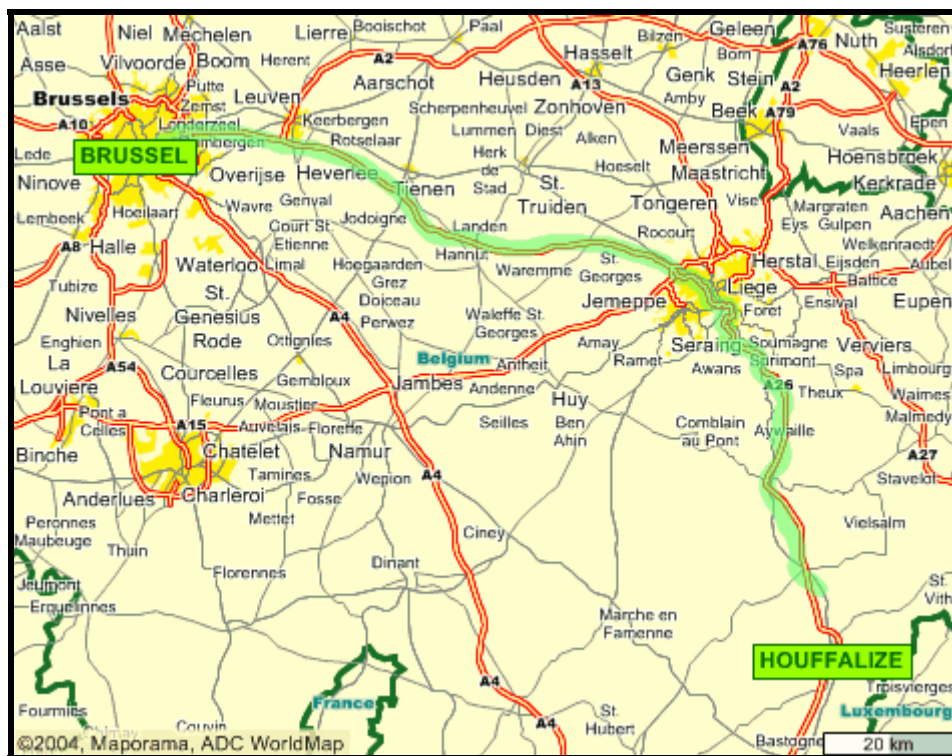 Aalst
Niel
Mechelen
Lierre
Booischot
Paal
Bilzen
Geleen
A76
Nuth
Susteren
Alsdorf
Asse
Vilvoorde
Boom
Herent
A2
Aarschot
Heusden
Hasselt
Genk
Born
Stein
A2
Heerlen
Brussels
Putte
Zemst
Leuven
Keerbergen
Scherpenheuvel
Zonhoven
A13
Amby
Beek
A79
Epen
A10
Londerzeel
Rotselaar
Lummen
Diest
Alken
Meerssen
Vaals
Lede
BRUSSEL
Overijse
Heverlee
Herk
de
Stad
Hoeselt
Maastricht
Hoensbroek
Ninove
Tienen
St.
Truiden
Tongeren
Vise
Kerkrade
Lembeek
Hoeilaart
Wavre
Genval
Jodoigne
Landen
Rocourt
Margraten
Eys
Gulpen
Aachen
A8
Halle
Court St.
Etienne
Hannut
Waremme
St.
Georges
Herstal
Welkenraedt
Eijsden
Aubel
Tubize
Waterloo
Limal
Hoegaarden
Grez
Doiceau
Jemeppe
Liege
Battice
Nivelles
St.
Genesius
Rode
A4
Perwez
Waleffe St.
Georges
Foret
Ensival
Eupen
Enghien
Ottignies
Belgium
Amay
Ramet
Seraing
Soumagne
Verviers
La
Louviere
A54
Courcelles
Gembloux
Jambes
Antheit
Andenne
Awans
Sprimont
Spa
Limbourg
Fleurus
Moustier
Huy
A26
Theux
Waimes
Pont a
Celles
A15
Auvelais
Floreffe
Seilles
Ben
Ahin
Comblain
au Pont
Aywaille
Malmedy
Binche
Chatelet
Namur
A27
Anderlues
Charleroi
Tamines
Wepion
A4
Stavelot
Fosse
Peronnes
Mettet
Ciney
Vielsalm
Maubeuge
Thuin
Dinant
Jeumont
Florennes
St.
Vith
Erquelinnes
Marche en
Famenne
HOUFFALIZE
France
A4
Troisvierges
Fourmies
Couvin
A4
St.
Hubert
Luxembourg
©2004, Maporama, ADC WorldMap
Bastogne
20 km